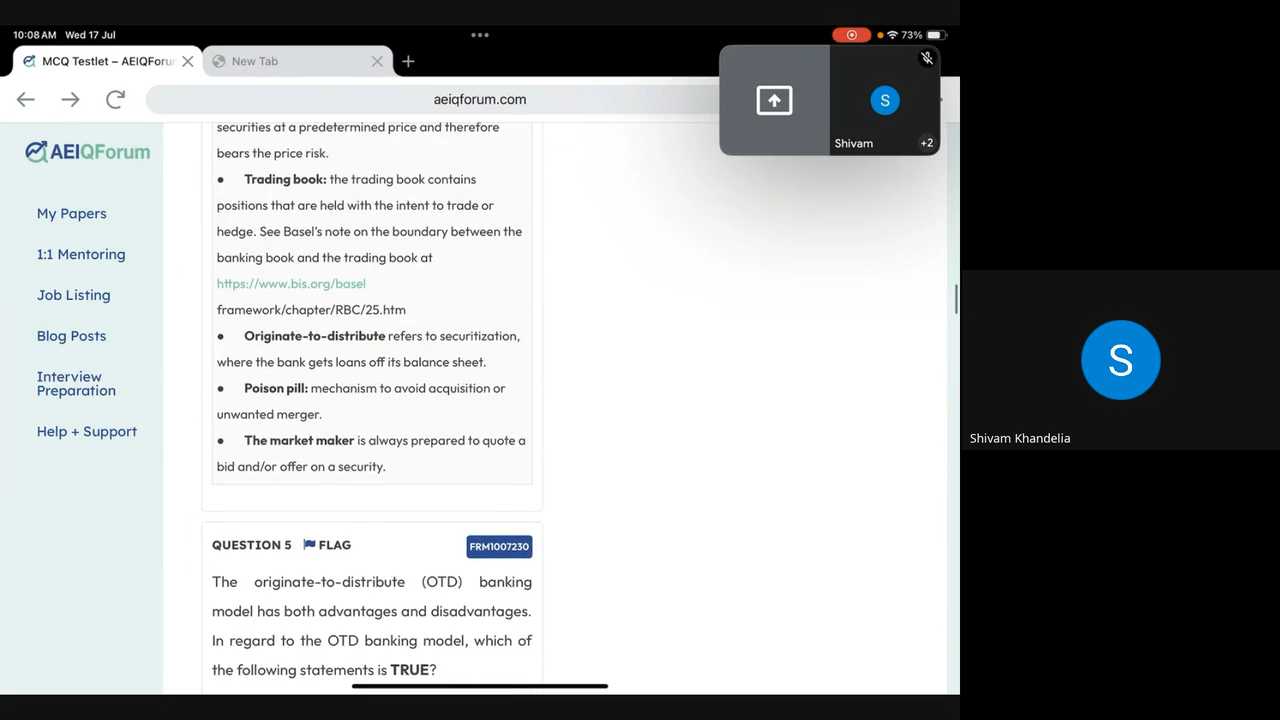 10:08 AM Wed 17 Jul
73%
MCQ Testlet – AEIQForu
New Tab
aeiqforum.com
S
Shivam
+2
AEIQForum
My Papers
1:1 Mentoring
Job Listing
Blog Posts
Interview
Preparation
Help + Support
securities at a predetermined price and therefore
bears the price risk.
● Trading book: the trading book contains
positions that are held with the intent to trade or
hedge. See Basel's note on the boundary between the
banking book and the trading book at
https://www.bis.org/basel
framework/chapter/RBC/25.htm
● Originate-to-distribute refers to securitization,
where the bank gets loans off its balance sheet.
● Poison pill: mechanism to avoid acquisition or
unwanted merger.
● The market maker is always prepared to quote a
bid and/or offer on a security.
QUESTION 5 FLAG FRM1007230
The originate-to-distribute (OTD) banking
model has both advantages and disadvantages.
In regard to the OTD banking model, which of
the following statements is TRUE?
S
Shivam Khandelia